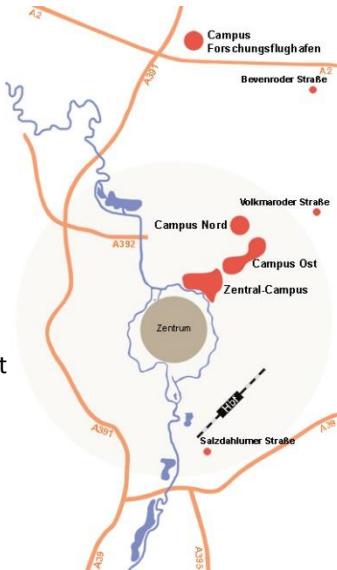 A2
Campus
Forschungsflughafen
A391
A2
Bevenroder Straße
Volkmaroder Straße
Campus Nord
A392
Campus Ost
Zentral-Campus
Zentrum
t
Hbf
A391
A39
Salzdahlumer Straße
A39
A395